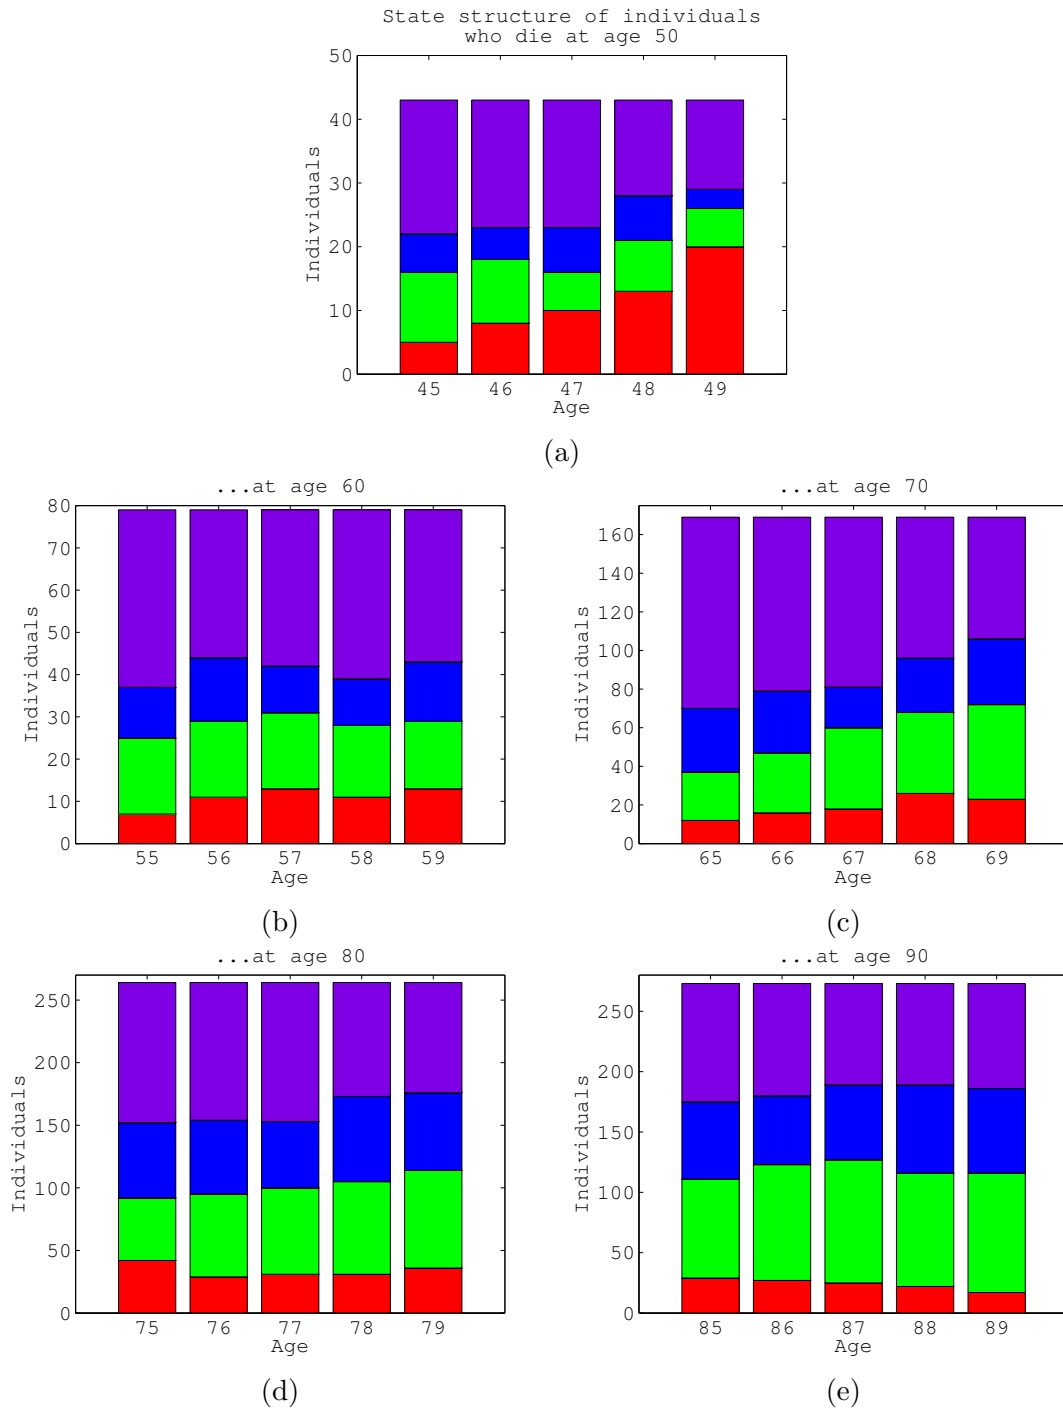 State structure of individuals
who die at age 50
50
40
30
20
10
0
Individuals
45 46 47 48 49
Age
(a)
...at age 60
80
70
60
50
40
30
20
10
0
Individuals
55 56 57 58 59
Age
(b)
...at age 70
160
140
120
100
80
60
40
20
0
Individuals
65 66 67 68 69
Age
(c)
...at age 80
250
200
150
100
50
0
Individuals
75 76 77 78 79
Age
(d)
...at age 90
250
200
150
100
50
0
Individuals
85 86 87 88 89
Age
(e)